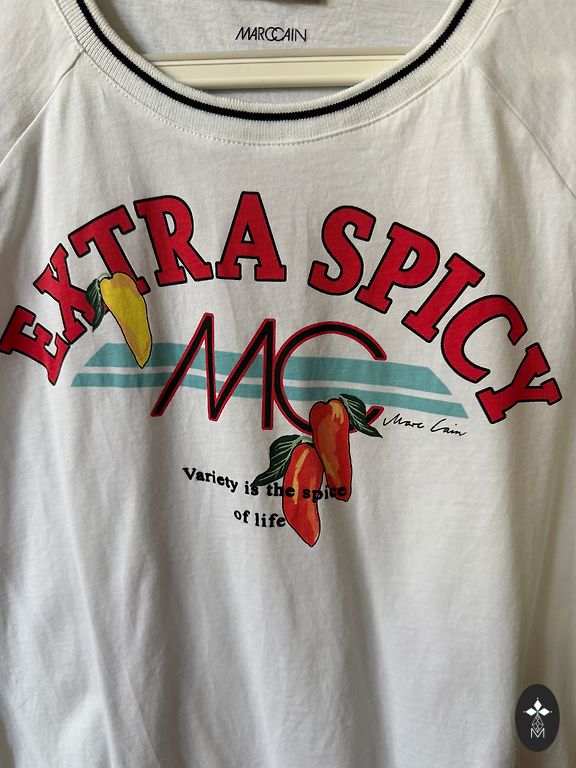 MARCCAIN
EXTRA SPICY
MC
Marc Cain
Variety is the spice
of life
M